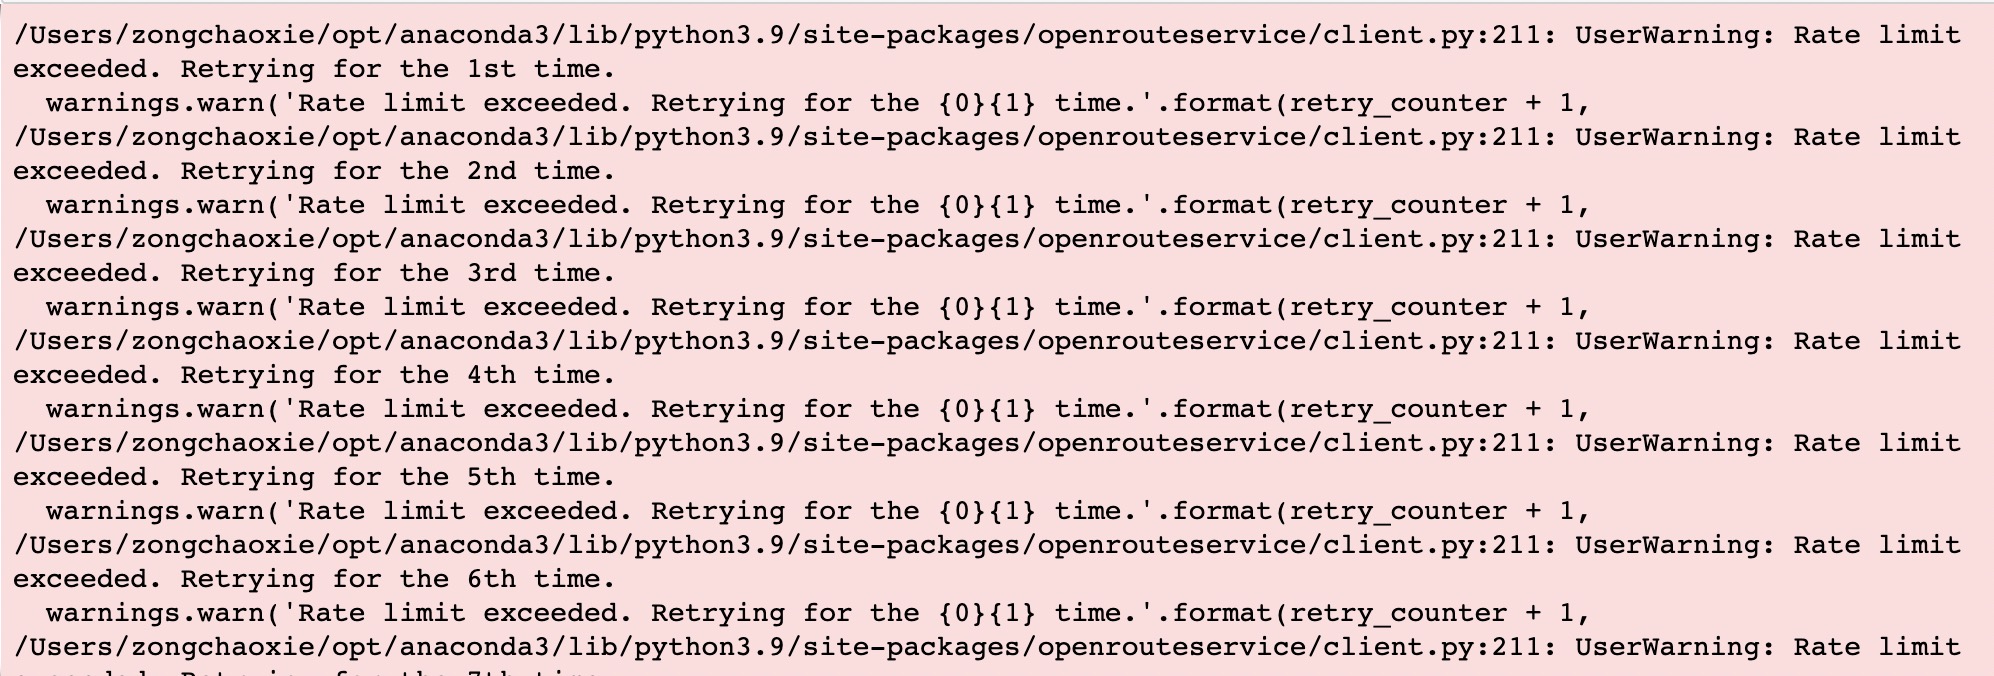 /Users/zongchaoxie/opt/anaconda3/lib/python3.9/site-packages/openrouteservice/client.py:211: UserWarning: Rate limit
exceeded. Retrying for the 1st time.
  warnings.warn('Rate limit exceeded. Retrying for the {0}{1} time.'.format(retry_counter + 1,
/Users/zongchaoxie/opt/anaconda3/lib/python3.9/site-packages/openrouteservice/client.py:211: UserWarning: Rate limit
exceeded. Retrying for the 2nd time.
  warnings.warn('Rate limit exceeded. Retrying for the {0}{1} time.'.format(retry_counter + 1,
/Users/zongchaoxie/opt/anaconda3/lib/python3.9/site-packages/openrouteservice/client.py:211: UserWarning: Rate limit
exceeded. Retrying for the 3rd time.
  warnings.warn('Rate limit exceeded. Retrying for the {0}{1} time.'.format(retry_counter + 1,
/Users/zongchaoxie/opt/anaconda3/lib/python3.9/site-packages/openrouteservice/client.py:211: UserWarning: Rate limit
exceeded. Retrying for the 4th time.
  warnings.warn('Rate limit exceeded. Retrying for the {0}{1} time.'.format(retry_counter + 1,
/Users/zongchaoxie/opt/anaconda3/lib/python3.9/site-packages/openrouteservice/client.py:211: UserWarning: Rate limit
exceeded. Retrying for the 5th time.
  warnings.warn('Rate limit exceeded. Retrying for the {0}{1} time.'.format(retry_counter + 1,
/Users/zongchaoxie/opt/anaconda3/lib/python3.9/site-packages/openrouteservice/client.py:211: UserWarning: Rate limit
exceeded. Retrying for the 6th time.
  warnings.warn('Rate limit exceeded. Retrying for the {0}{1} time.'.format(retry_counter + 1,
/Users/zongchaoxie/opt/anaconda3/lib/python3.9/site-packages/openrouteservice/client.py:211: UserWarning: Rate limit